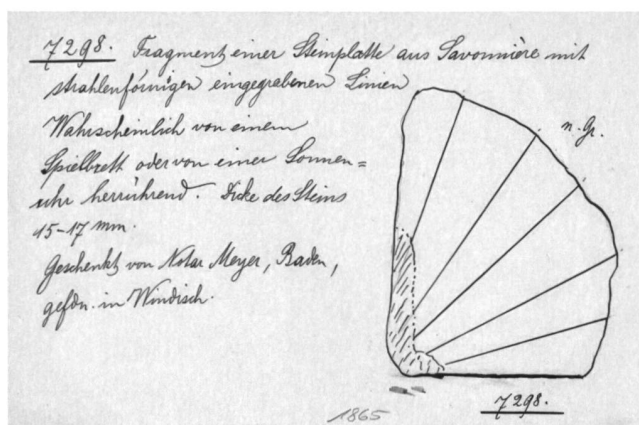 7298. Fragment einer Steinplatte aus Savonnière mit
strahlenförmigen eingegrabenen Linien
Wahrscheinlich von einem
Spielbrett oder von einer Sonnen=
uhr herrührend. Dicke des Steins
15-17 mm.
Geschenkt von Notar Meyer, Baden,
gefdn. in Windisch.
n. Gr.
7298.
1865